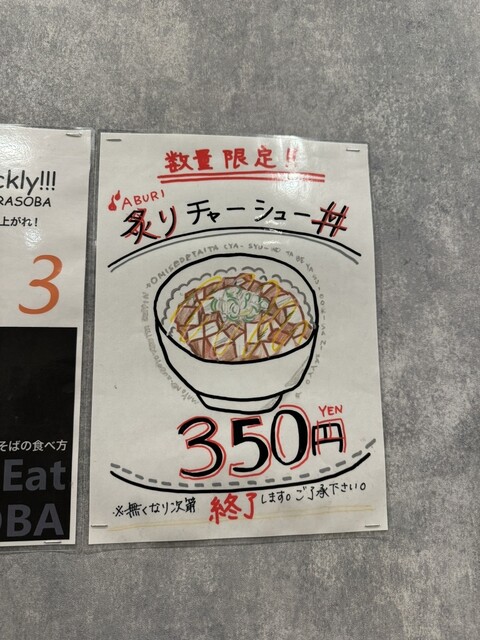 ckly!!!
RASOBA
上がれ!
3
そばの食べ方
Eat
OBA
数量限定!!
ABURI
炙りチャーシュー丼
350円
YEN
※無くなり次第 終了します。ご了承下さい。